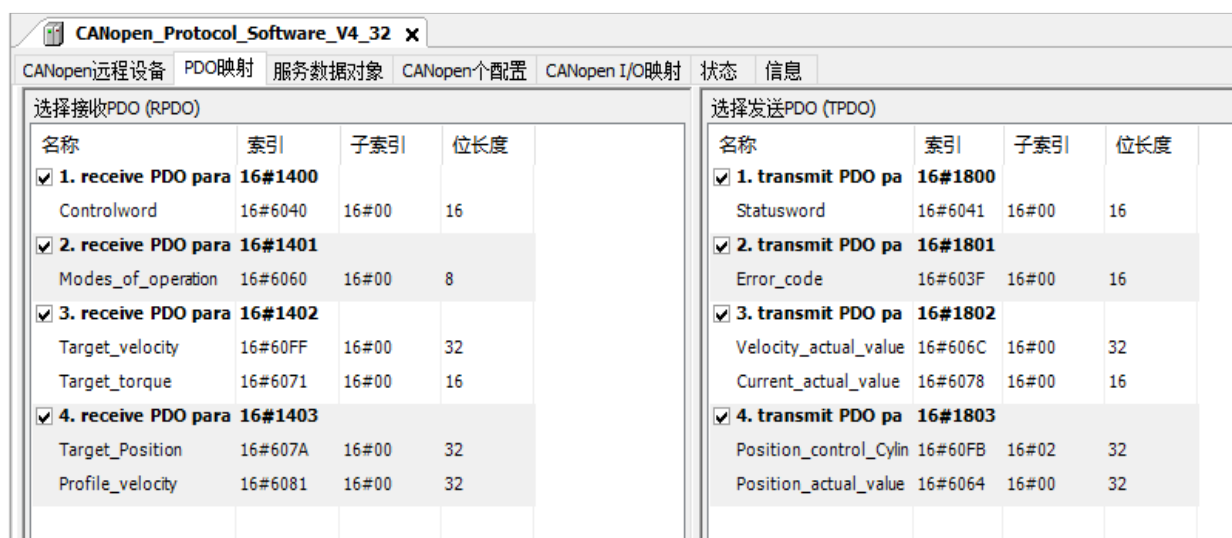 CANopen_Protocol_Software_V4_32 x
CANopen远程设备 PDO映射 服务数据对象 CANopen个配置 CANopen I/O映射 状态 信息
选择接收PDO (RPDO)
名称 索引 子索引 位长度
1. receive PDO para 16#1400
Controlword 16#6040 16#00 16
2. receive PDO para 16#1401
Modes_of_operation 16#6060 16#00 8
3. receive PDO para 16#1402
Target_velocity 16#60FF 16#00 32
Target_torque 16#6071 16#00 16
4. receive PDO para 16#1403
Target_Position 16#607A 16#00 32
Profile_velocity 16#6081 16#00 32
选择发送PDO (TPDO)
名称 索引 子索引 位长度
1. transmit PDO pa 16#1800
Statusword 16#6041 16#00 16
2. transmit PDO pa 16#1801
Error_code 16#603F 16#00 16
3. transmit PDO pa 16#1802
Velocity_actual_value 16#606C 16#00 32
Current_actual_value 16#6078 16#00 16
4. transmit PDO pa 16#1803
Position_control_Cylin 16#60FB 16#02 32
Position_actual_value 16#6064 16#00 32